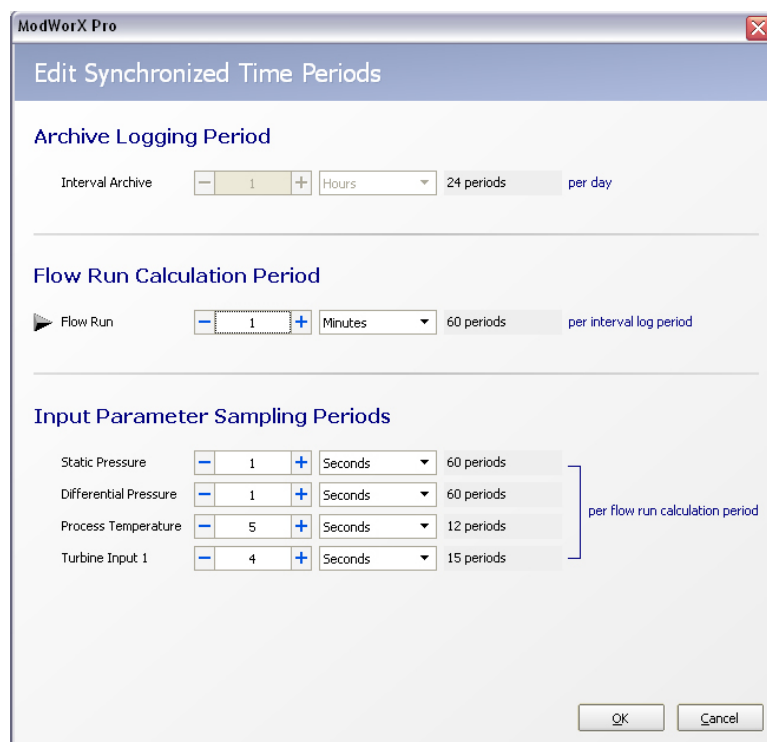 ModWorX Pro
Edit Synchronized Time Periods
Archive Logging Period
Interval Archive − 1 + Hours 24 periods per day
Flow Run Calculation Period
Flow Run − 1 + Minutes 60 periods per interval log period
Input Parameter Sampling Periods
Static Pressure − 1 + Seconds 60 periods
Differential Pressure − 1 + Seconds 60 periods
per flow run calculation period
Process Temperature − 5 + Seconds 12 periods
Turbine Input 1 − 4 + Seconds 15 periods
OK Cancel